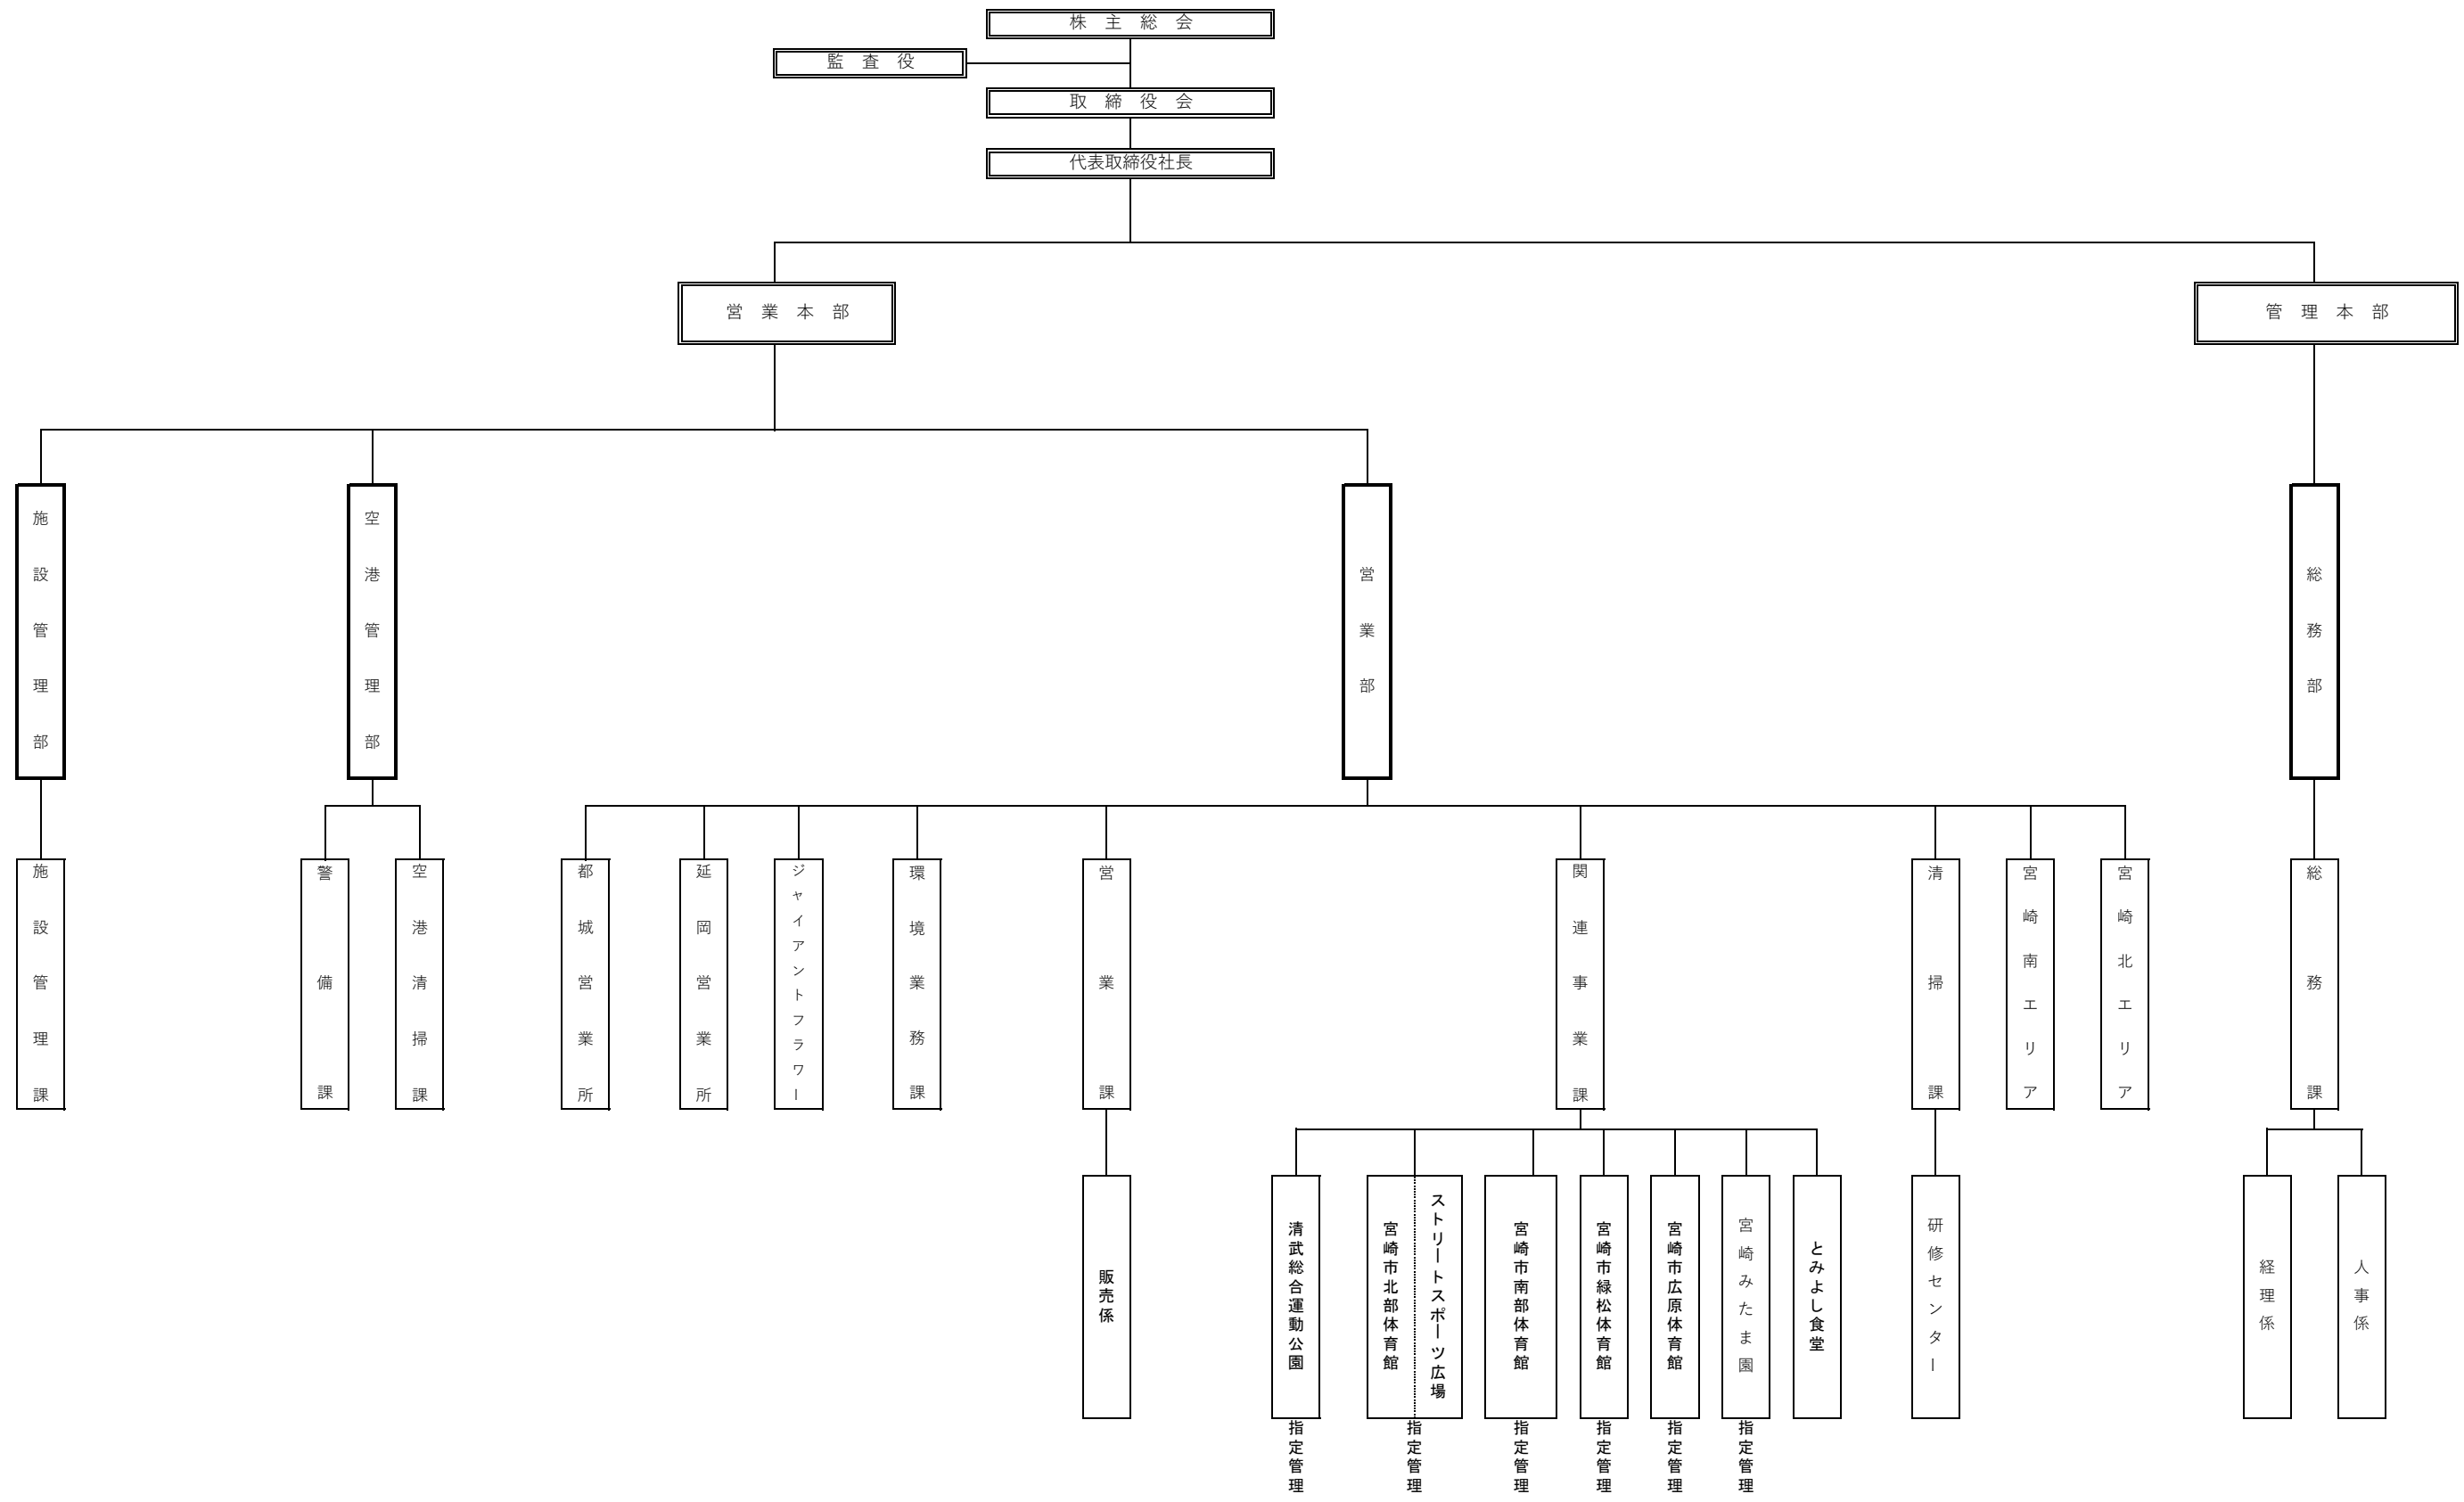 株　主　総　会
監　査　役
取　締　役　会
代表取締役社長
営　業　本　部
管　理　本　部
施設管理部
空港管理部
営業部
総務部
施設管理課
警備課
空港清掃課
都城営業所
延岡営業所
ジャイアントフラワー
環境業務課
営業課
関連事業課
清掃課
宮崎南エリア
宮崎北エリア
総務課
販売係
清武総合運動公園
宮崎市北部体育館
ストリートスポーツ広場
宮崎市南部体育館
宮崎市緑松体育館
宮崎市広原体育館
宮崎みたま園
とみよし食堂
研修センター
経理係
人事係
指定管理
指定管理
指定管理
指定管理
指定管理
指定管理